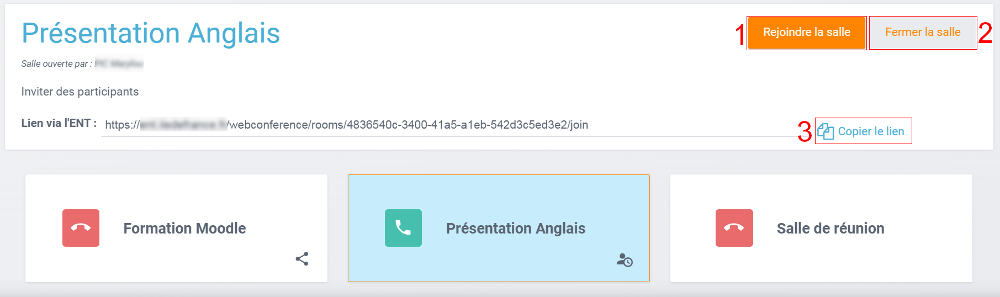 Présentation Anglais
1 Rejoindre la salle Fermer la salle 2
Salle ouverte par :
Inviter des participants
Lien via l'ENT : https:// /webconference/rooms/4836540c-3400-41a5-a1eb-542d3c5ed3e2/join
3 Copier le lien
Formation Moodle
Présentation Anglais
Salle de réunion